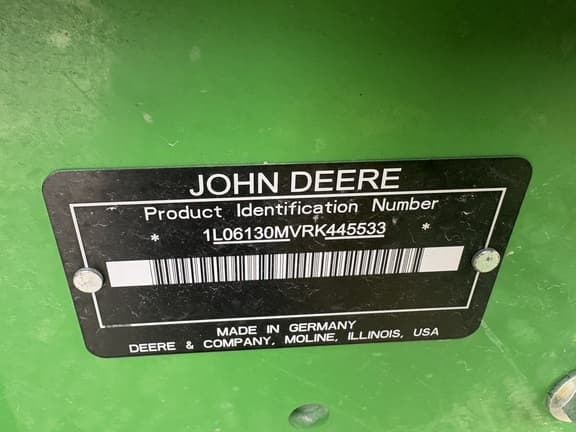 JOHN DEERE
Product Identification Number
* 1L06130MVRK445533 *
MADE IN GERMANY
DEERE & COMPANY, MOLINE, ILLINOIS, USA